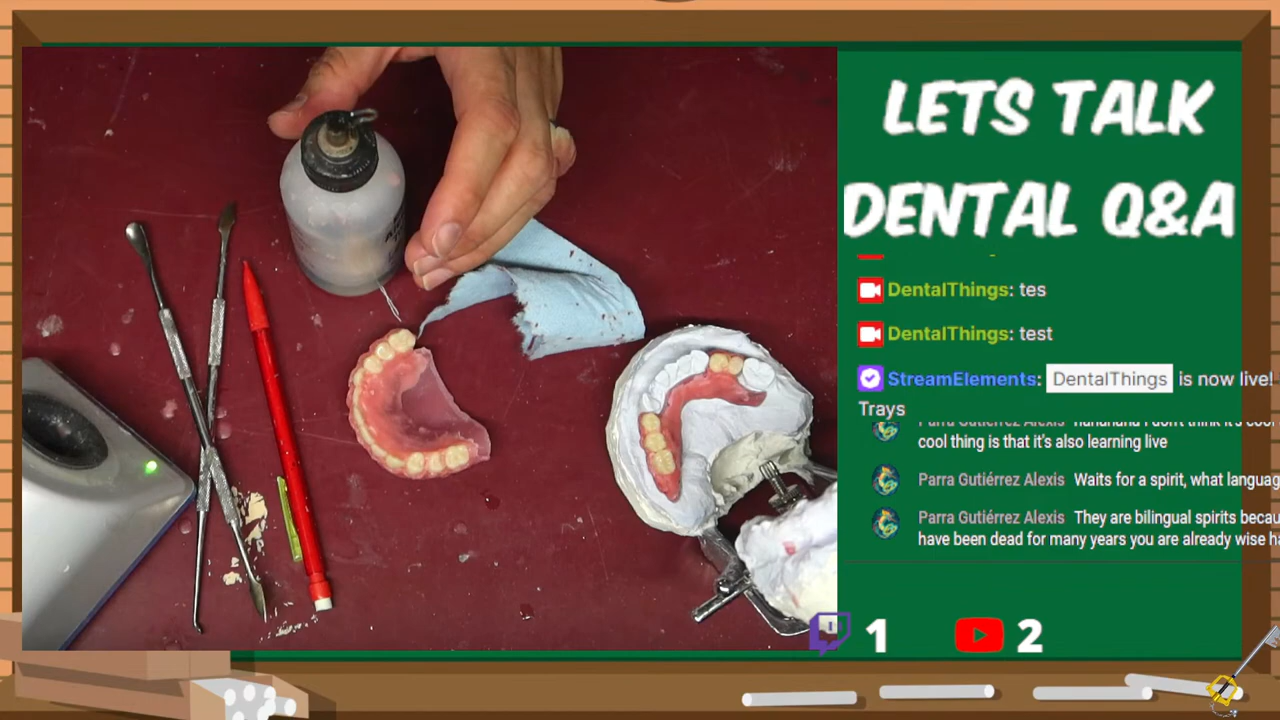 LETS TALK
DENTAL Q&A
DentalThings: tes
DentalThings: test
StreamElements: DentalThings is now live!
Trays
cool thing is that it's also learning live
Parra Gutiérrez Alexis Waits for a spirit, what languag
Parra Gutiérrez Alexis They are bilingual spirits becau
have been dead for many years you are already wise ha
1
2